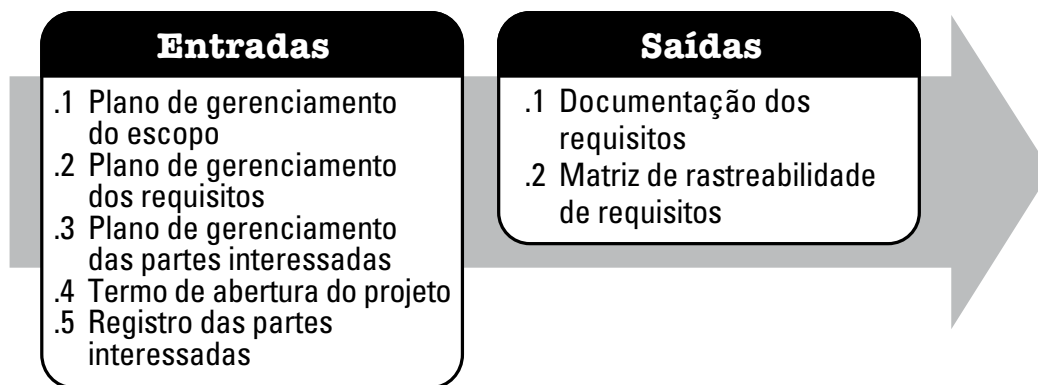 Entradas
.1 Plano de gerenciamento
do escopo
.2 Plano de gerenciamento
dos requisitos
.3 Plano de gerenciamento
das partes interessadas
.4 Termo de abertura do projeto
.5 Registro das partes
interessadas
Saídas
.1 Documentação dos
requisitos
.2 Matriz de rastreabilidade
de requisitos